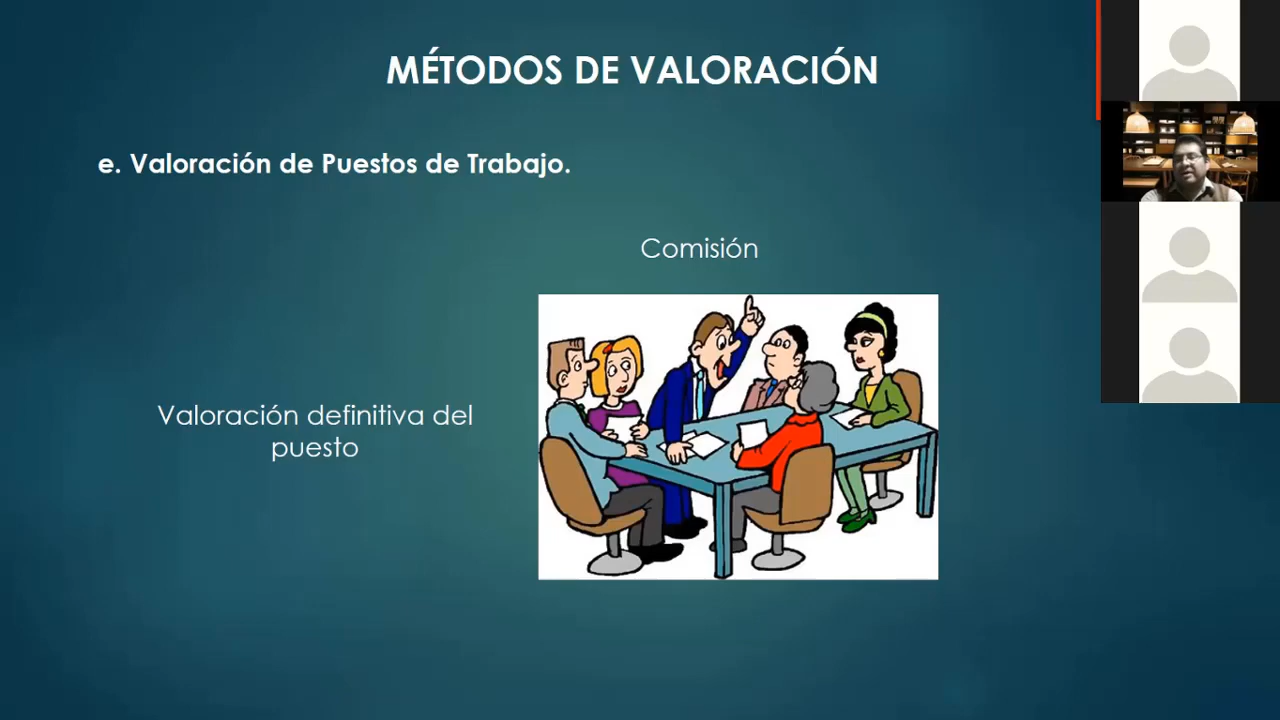 MÉTODOS DE VALORACIÓN
e. Valoración de Puestos de Trabajo.
Comisión
Valoración definitiva del
puesto